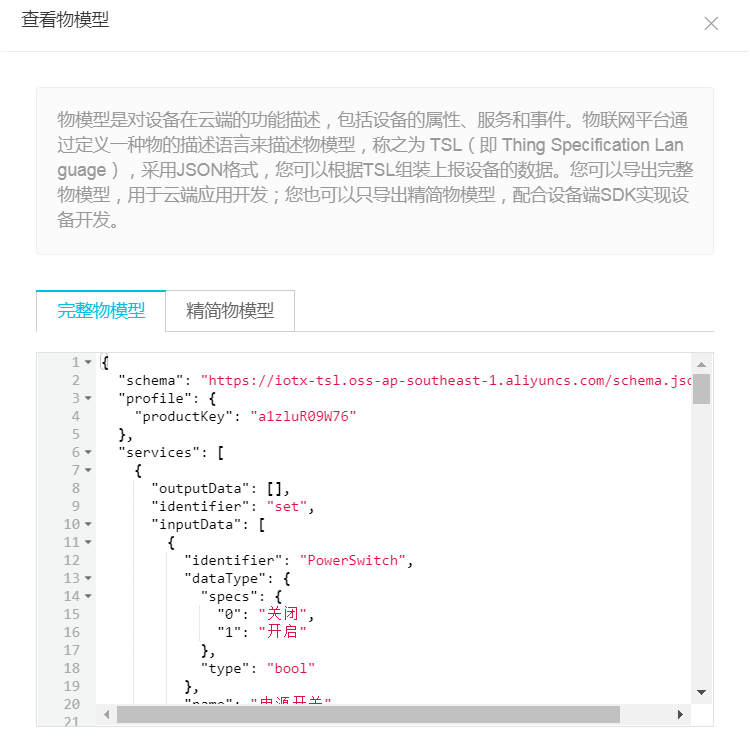 查看物模型
物模型是对设备在云端的功能描述，包括设备的属性、服务和事件。物联网平台通
过定义一种物的描述语言来描述物模型，称之为 TSL（即 Thing Specification Lan
guage），采用JSON格式，您可以根据TSL组装上报设备的数据。您可以导出完整
物模型，用于云端应用开发；您也可以只导出精简物模型，配合设备端SDK实现设
备开发。
完整物模型 精简物模型
1 {
2 "schema": "https://iotx-tsl.oss-ap-southeast-1.aliyuncs.com/schema.jsc
3 "profile": {
4 "productKey": "a1zluR09W76"
5 },
6 "services": [
7 {
8 "outputData": [],
9 "identifier": "set",
10 "inputData": [
11 {
12 "identifier": "PowerSwitch",
13 "dataType": {
14 "specs": {
15 "0": "关闭",
16 "1": "开启"
17 },
18 "type": "bool"
19 },
20 "name": "电源开关"
21